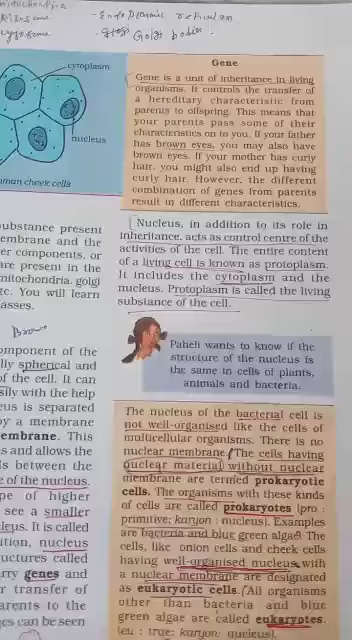 mitochondria
Ribosome
Lysosome
- Endoplasmic reticulum
- Golgi bodies
cytoplasm
nucleus
uman cheek cells
Gene
Gene is a unit of inheritance in living
organisms. It controls the transfer of
a hereditary characteristic from
parents to offspring. This means that
your parents pass some of their
characteristics on to you. If your father
has brown eyes, you may also have
brown eyes. If your mother has curly
hair, you might also end up having
curly hair. However, the different
combination of genes from parents
result in different characteristics.
ubstance present
embrane and the
er components, or
are present in the
mitochondria, golgi
tc. You will learn
asses.
Nucleus, in addition to its role in
inheritance, acts as control centre of the
activities of the cell. The entire content
of a living cell is known as protoplasm.
It includes the cytoplasm and the
nucleus. Protoplasm is called the living
substance of the cell.
Paheli wants to know if the
structure of the nucleus is
the same in cells of plants,
animals and bacteria.
omponent of the
lly spherical and
of the cell. It can
sily with the help
eus is separated
by a membrane
embrane. This
s and allows the
ls between the
e of the nucleus.
pe of higher
see a smaller
leus. It is called
ition, nucleus
uctures called
rry genes and
r transfer of
arents to the
es can be seen
The nucleus of the bacterial cell is
not well-organised like the cells of
multicellular organisms. There is no
nuclear membrane. The cells having
nuclear material without nuclear
membrane are termed prokaryotic
cells. The organisms with these kinds
of cells are called prokaryotes (pro :
primitive; karyon : nucleus). Examples
are bacteria and blue green algae. The
cells, like onion cells and cheek cells
having well-organised nucleus with
a nuclear membrane are designated
as eukaryotic cells. All organisms
other than bacteria and blue
green algae are called eukaryotes.
(eu : true; karyon: nucleus).